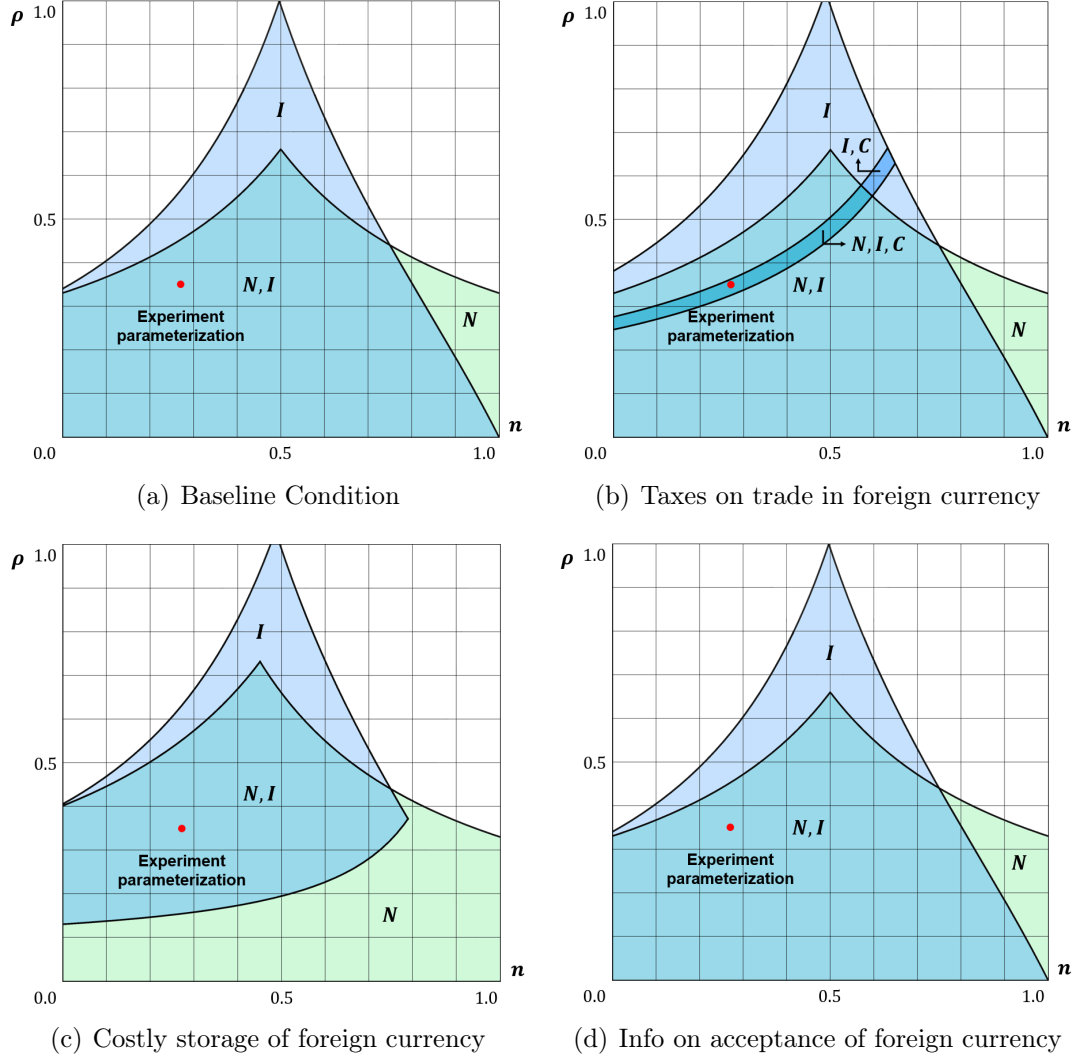 ρ 1.0
I
0.5
N, I
Experiment
parameterization
N
n
0.0 0.5 1.0
(a) Baseline Condition
ρ 1.0
I
I, C
0.5
N, I, C
N, I
Experiment
parameterization
N
n
0.0 0.5 1.0
(b) Taxes on trade in foreign currency
ρ 1.0
I
0.5
N, I
Experiment
parameterization
N
n
0.0 0.5 1.0
(c) Costly storage of foreign currency
ρ 1.0
I
0.5
N, I
Experiment
parameterization
N
n
0.0 0.5 1.0
(d) Info on acceptance of foreign currency